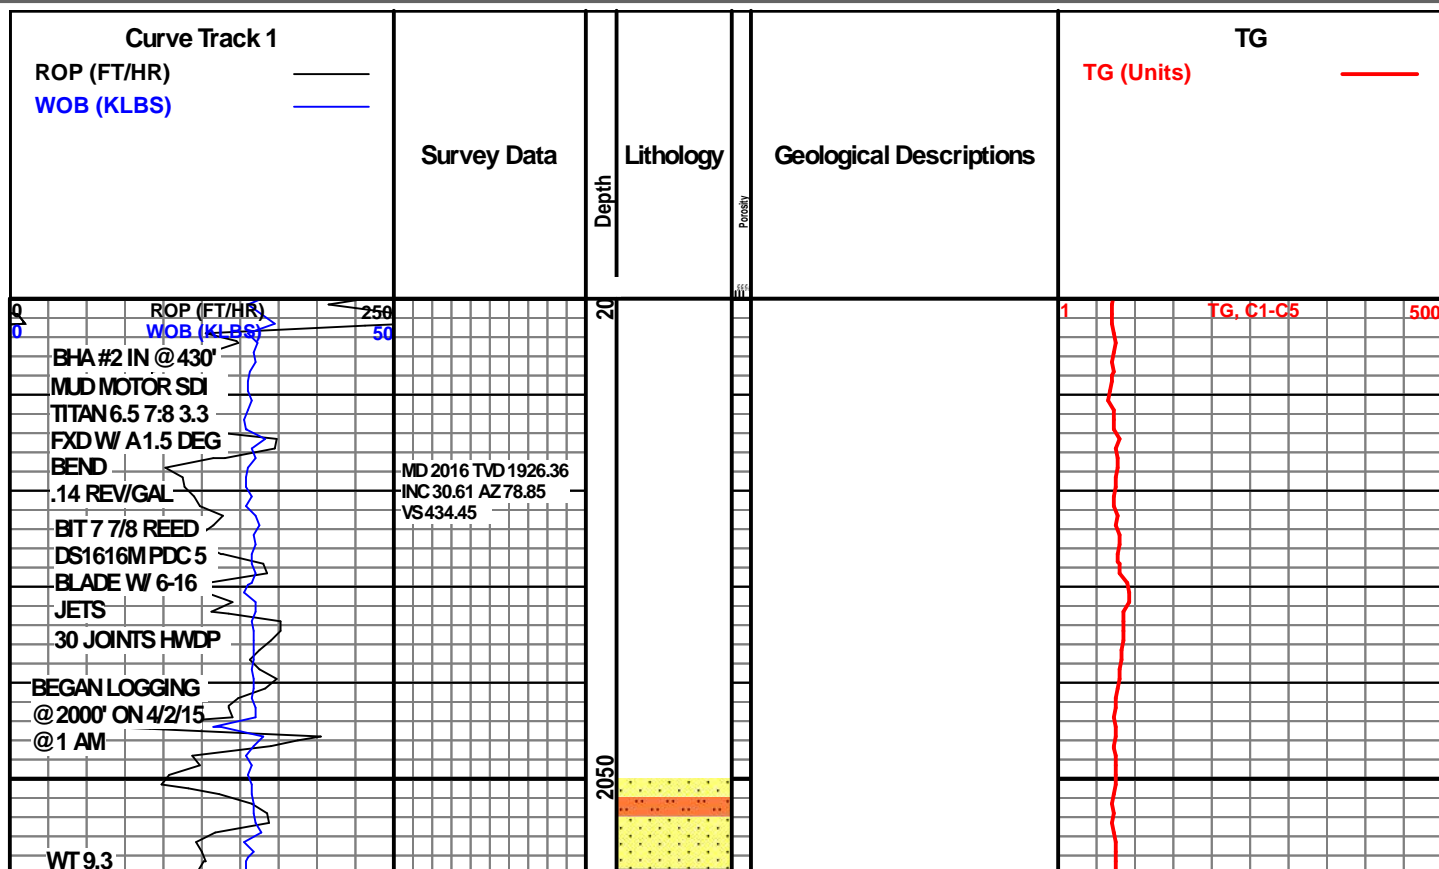 Curve Track 1
ROP (FT/HR)
WOB (KLBS)
Survey Data
Depth
Lithology
Porosity
Geological Descriptions
TG
TG (Units)
0 ROP (FT/HR) 250
0 WOB (KLBS) 50
20
1 TG, C1-C5 500
BHA #2 IN @ 430'
MUD MOTOR SDI
TITAN 6.5 7:8 3.3
FXD W/ A 1.5 DEG
BEND
.14 REV/GAL
BIT 7 7/8 REED
DS1616M PDC 5
BLADE W/ 6-16
JETS
30 JOINTS HWDP
BEGAN LOGGING
@ 2000' ON 4/2/15
@ 1 AM
WT 9.3
MD 2016 TVD 1926.36
INC 30.61 AZ 78.85
VS 434.45
2050